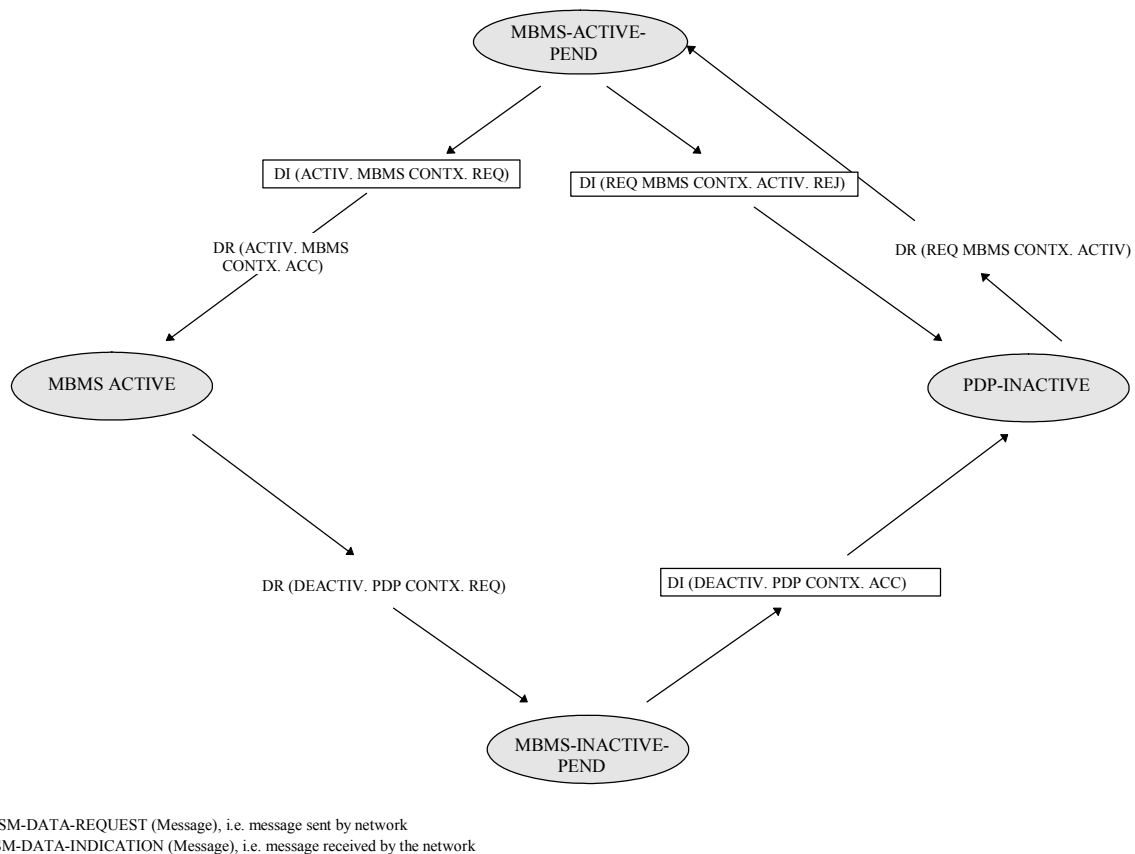 MBMS-ACTIVE-
PEND
DI (ACTIV. MBMS CONTX. REQ)
DI (REQ MBMS CONTX. ACTIV. REJ)
DR (ACTIV. MBMS
CONTX. ACC)
DR (REQ MBMS CONTX. ACTIV)
MBMS ACTIVE
PDP-INACTIVE
DR (DEACTIV. PDP CONTX. REQ)
DI (DEACTIV. PDP CONTX. ACC)
MBMS-INACTIVE-
PEND
SM-DATA-REQUEST (Message), i.e. message sent by network
SM-DATA-INDICATION (Message), i.e. message received by the network